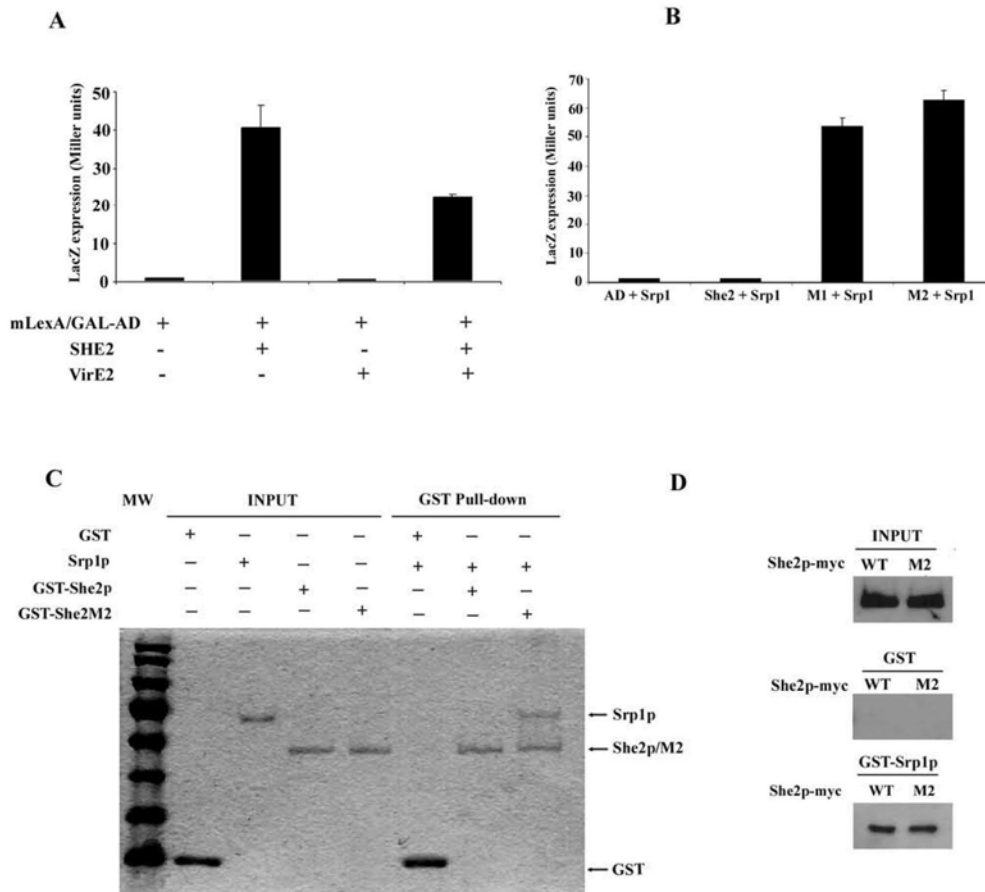 A
LacZ expression (Miller units)
50
40
30
20
10
0
mLexA/GAL-AD + + + +
SHE2 - + - +
VirE2 - - + +
B
LacZ expression (Miller units)
70
60
50
40
30
20
10
0
AD + Srp1 She2 + Srp1 M1 + Srp1 M2 + Srp1
C
MW INPUT GST Pull-down
GST + – – – + – –
Srp1p – + – – + + +
GST-She2p – – + – – + –
GST-She2M2 – – – + – – +
Srp1p
She2p/M2
GST
D
INPUT
She2p-myc WT M2
GST
She2p-myc WT M2
GST-Srp1p
She2p-myc WT M2